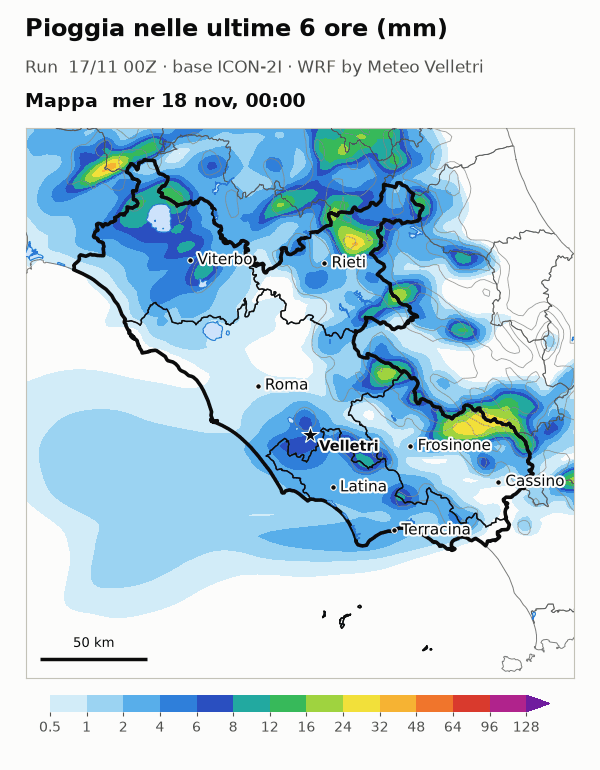 Pioggia nelle ultime 6 ore (mm)
Run 17/11 00Z · base ICON-2I · WRF by Meteo Velletri
Mappa mer 18 nov, 00:00
Viterbo
Rieti
Roma
Velletri
Frosinone
Cassino
Latina
Terracina
50 km
0.5 1 2 4 6 8 12 16 24 32 48 64 96 128